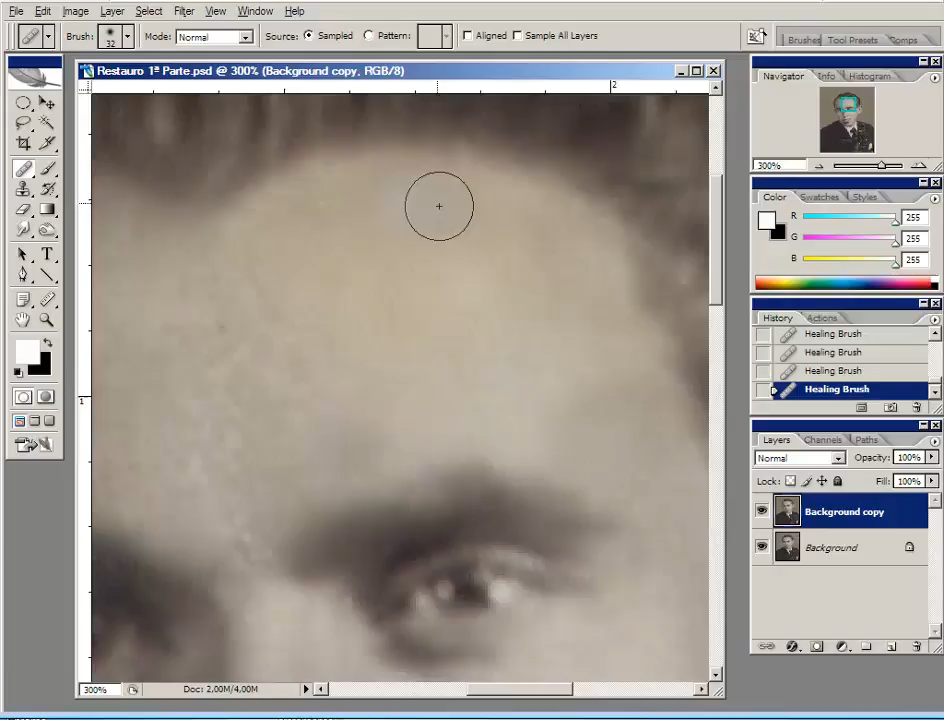 File Edit Image Layer Select Filter View Window Help
Brush: 32 Mode: Normal Source: Sampled Pattern: Aligned Sample All Layers Brushes Tool Presets Comps
Restauro 1ª Parte.psd @ 300% (Background copy, RGB/8)
2
1
Navigator Info Histogram
300%
Color Swatches Styles
R 255
G 255
B 255
History Actions
Healing Brush
Healing Brush
Healing Brush
Healing Brush
Layers Channels Paths
Normal Opacity: 100%
Lock: Fill: 100%
Background copy
Background
300% Doc: 2,00M/4,00M